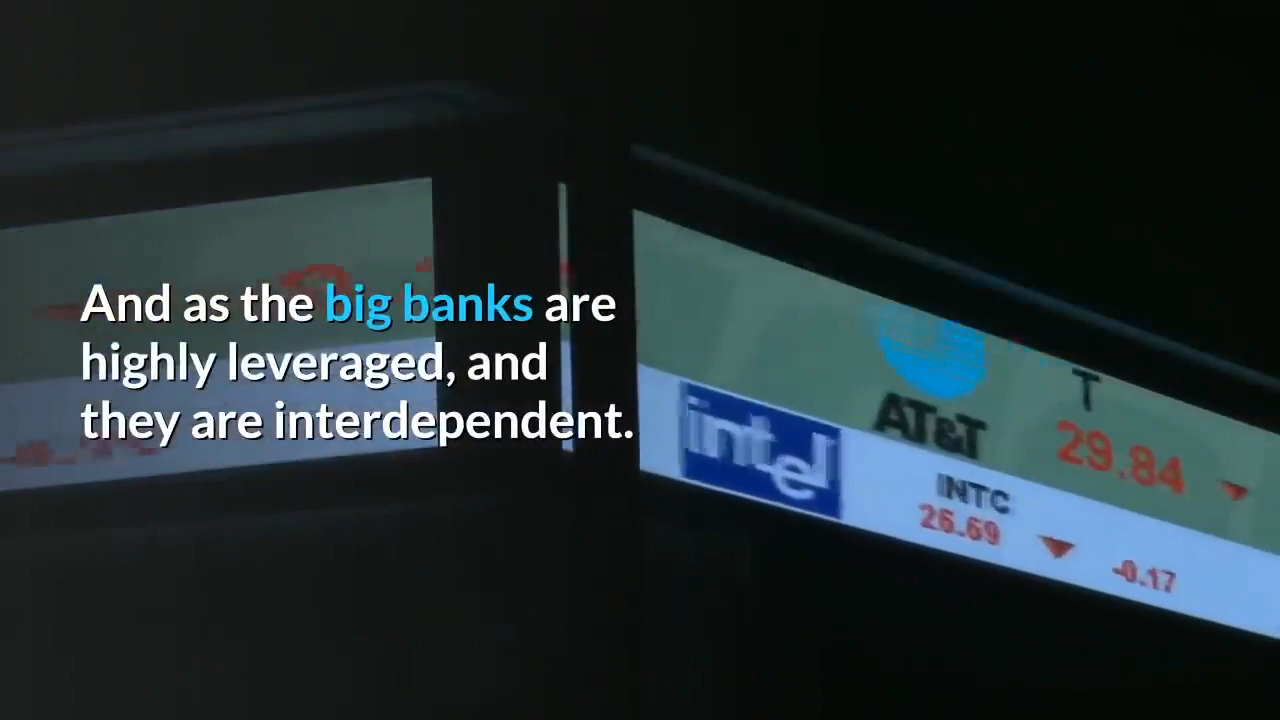 And as the big banks are
highly leveraged, and
they are interdependent.
AT&T
T
29.84
intel
INTC
26.69
-0.17